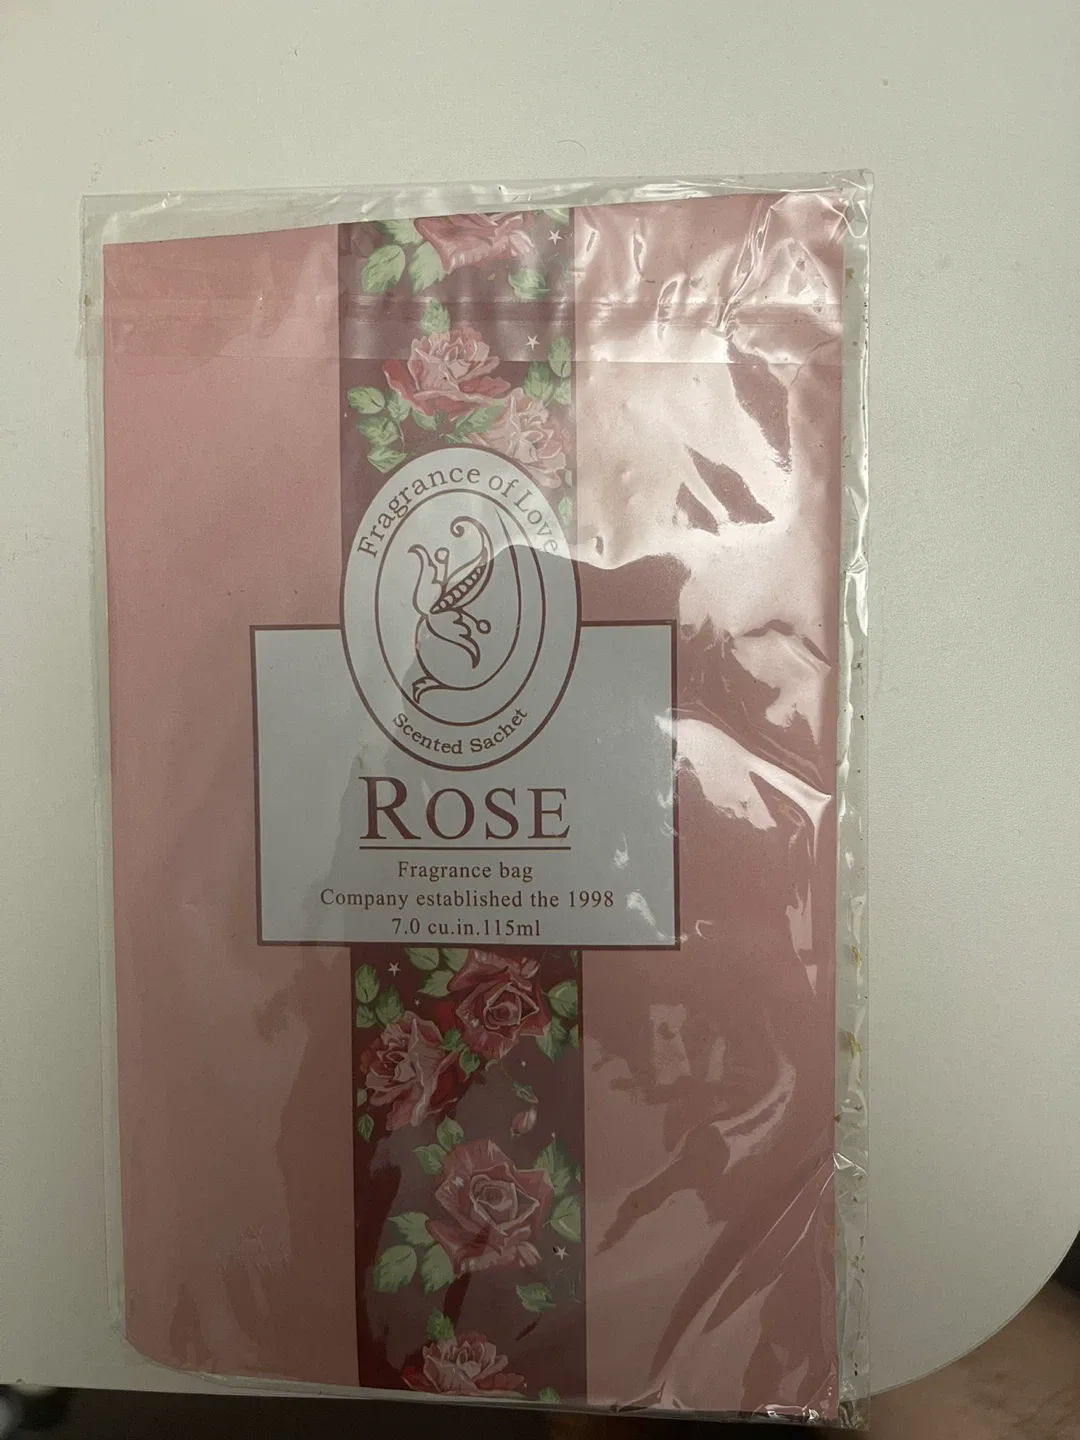 Fragrance of Love
Scented Sachet
ROSE
Fragrance bag
Company established the 1998
7.0 cu.in.115ml